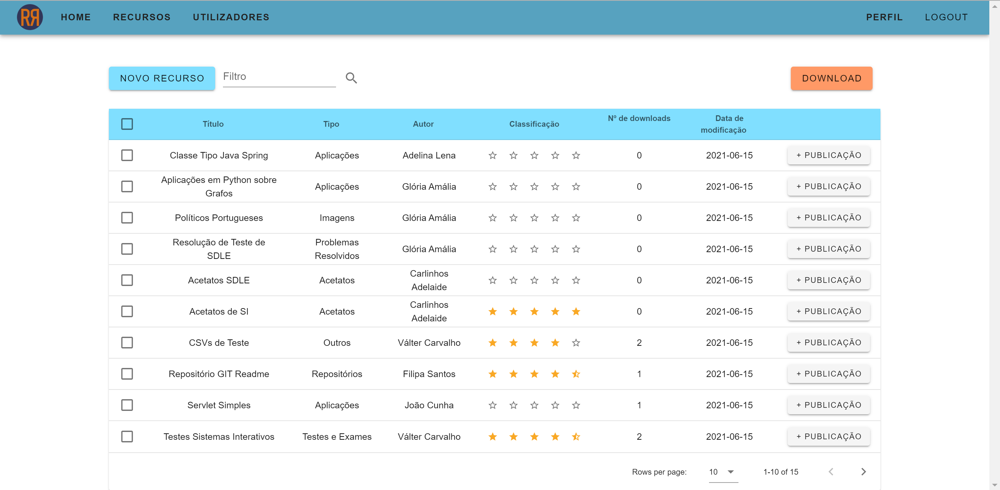 RR HOME RECURSOS UTILIZADORES PERFIL LOGOUT
NOVO RECURSO Filtro DOWNLOAD
Título Tipo Autor Classificação Nº de downloads Data de
modificação
Classe Tipo Java Spring Aplicações Adelina Lena 0 2021-06-15 + PUBLICAÇÃO
Aplicações em Python sobre
Grafos Aplicações Glória Amália 0 2021-06-15 + PUBLICAÇÃO
Políticos Portugueses Imagens Glória Amália 0 2021-06-15 + PUBLICAÇÃO
Resolução de Teste de
SDLE Problemas
Resolvidos Glória Amália 0 2021-06-15 + PUBLICAÇÃO
Acetatos SDLE Acetatos Carlinhos
Adelaide 0 2021-06-15 + PUBLICAÇÃO
Acetatos de SI Acetatos Carlinhos
Adelaide 0 2021-06-15 + PUBLICAÇÃO
CSVs de Teste Outros Válter Carvalho 2 2021-06-15 + PUBLICAÇÃO
Repositório GIT Readme Repositórios Filipa Santos 1 2021-06-15 + PUBLICAÇÃO
Servlet Simples Aplicações João Cunha 1 2021-06-15 + PUBLICAÇÃO
Testes Sistemas Interativos Testes e Exames Válter Carvalho 2 2021-06-15 + PUBLICAÇÃO
Rows per page: 10 1-10 of 15